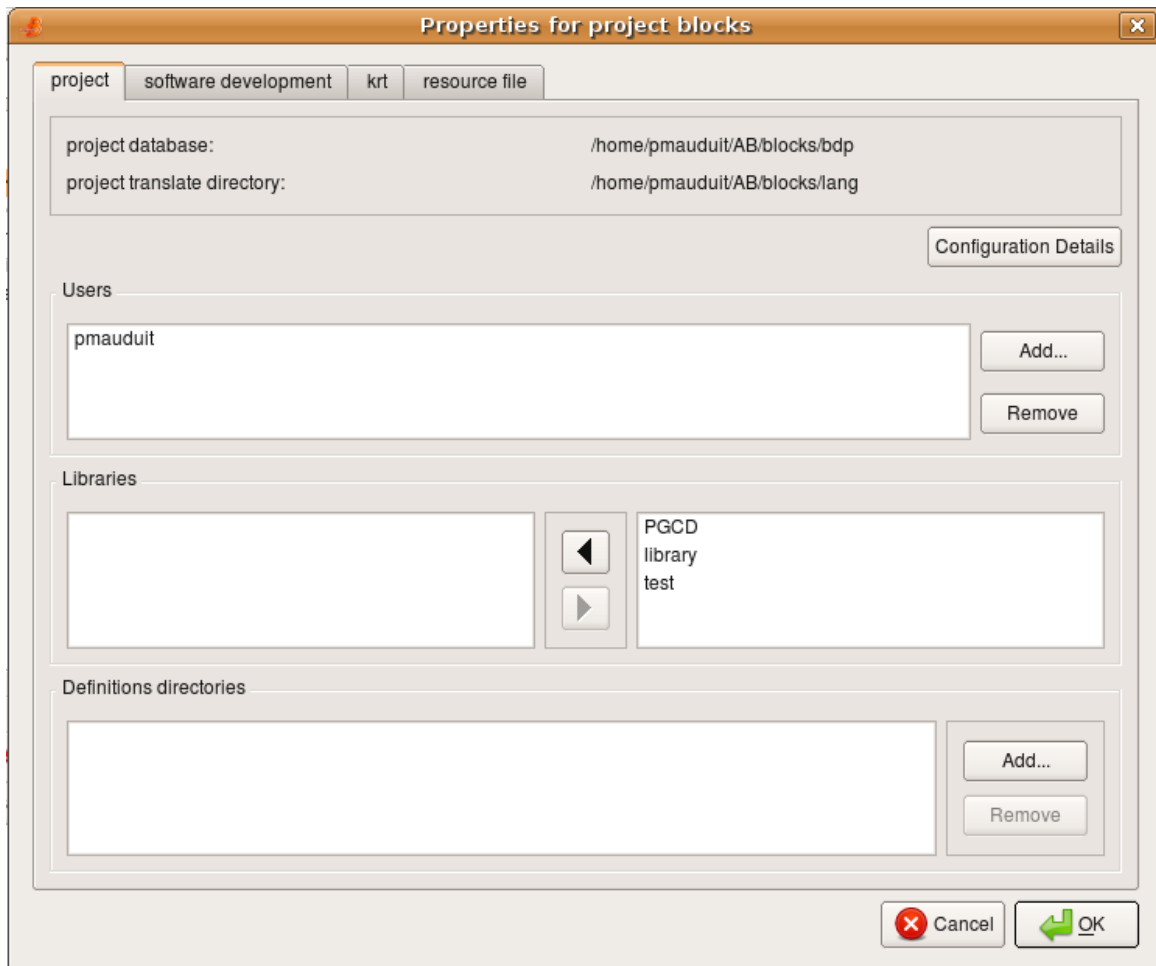 Properties for project blocks
project software development krt resource file
project database: /home/pmauduit/AB/blocks/bdp
project translate directory: /home/pmauduit/AB/blocks/lang
Configuration Details
Users
pmauduit
Add...
Remove
Libraries
PGCD
library
test
Definitions directories
Add...
Remove
Cancel OK